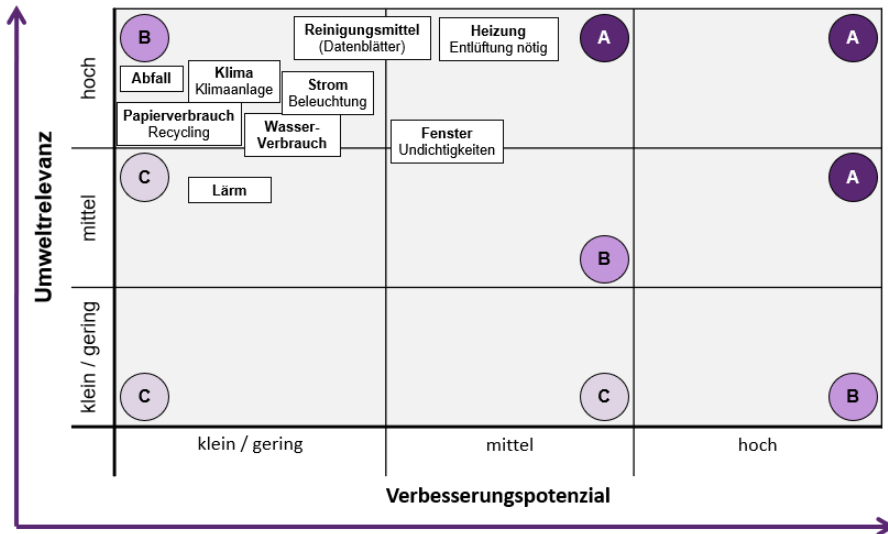 Umweltrelevanz
hoch
mittel
klein / gering
B
Reinigungsmittel
(Datenblätter)
Heizung
Entlüftung nötig
A
A
Abfall
Klima
Klimaanlage
Strom
Beleuchtung
Papierverbrauch
Recycling
Wasser-
Verbrauch
Fenster
Undichtigkeiten
C
Lärm
A
B
C
C
B
klein / gering
mittel
hoch
Verbesserungspotenzial